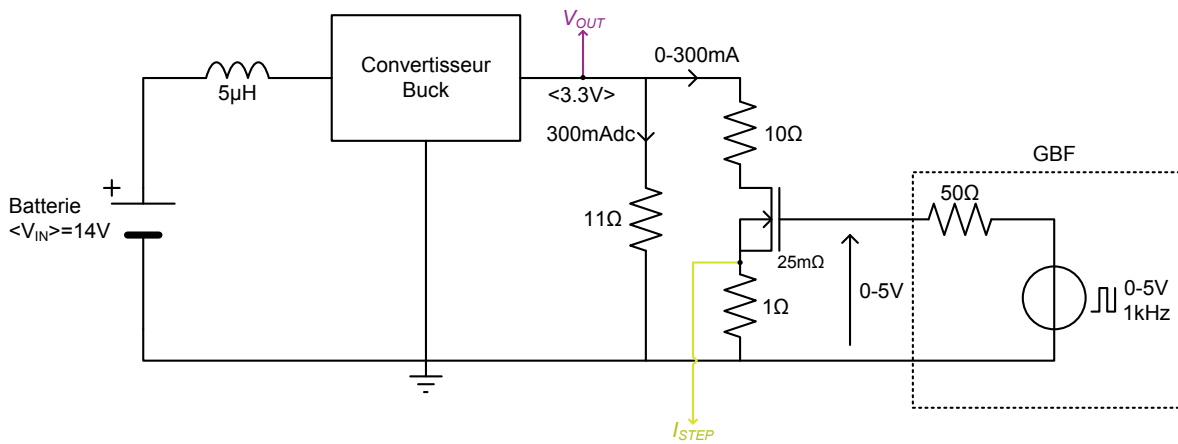 V_OUT
Convertisseur
Buck
5µH
0-300mA
<3.3V>
300mAdc
10Ω
GBF
+
Batterie
<V_IN>=14V
11Ω
50Ω
25mΩ
0-5V
1Ω
0-5V
1kHz
I_STEP